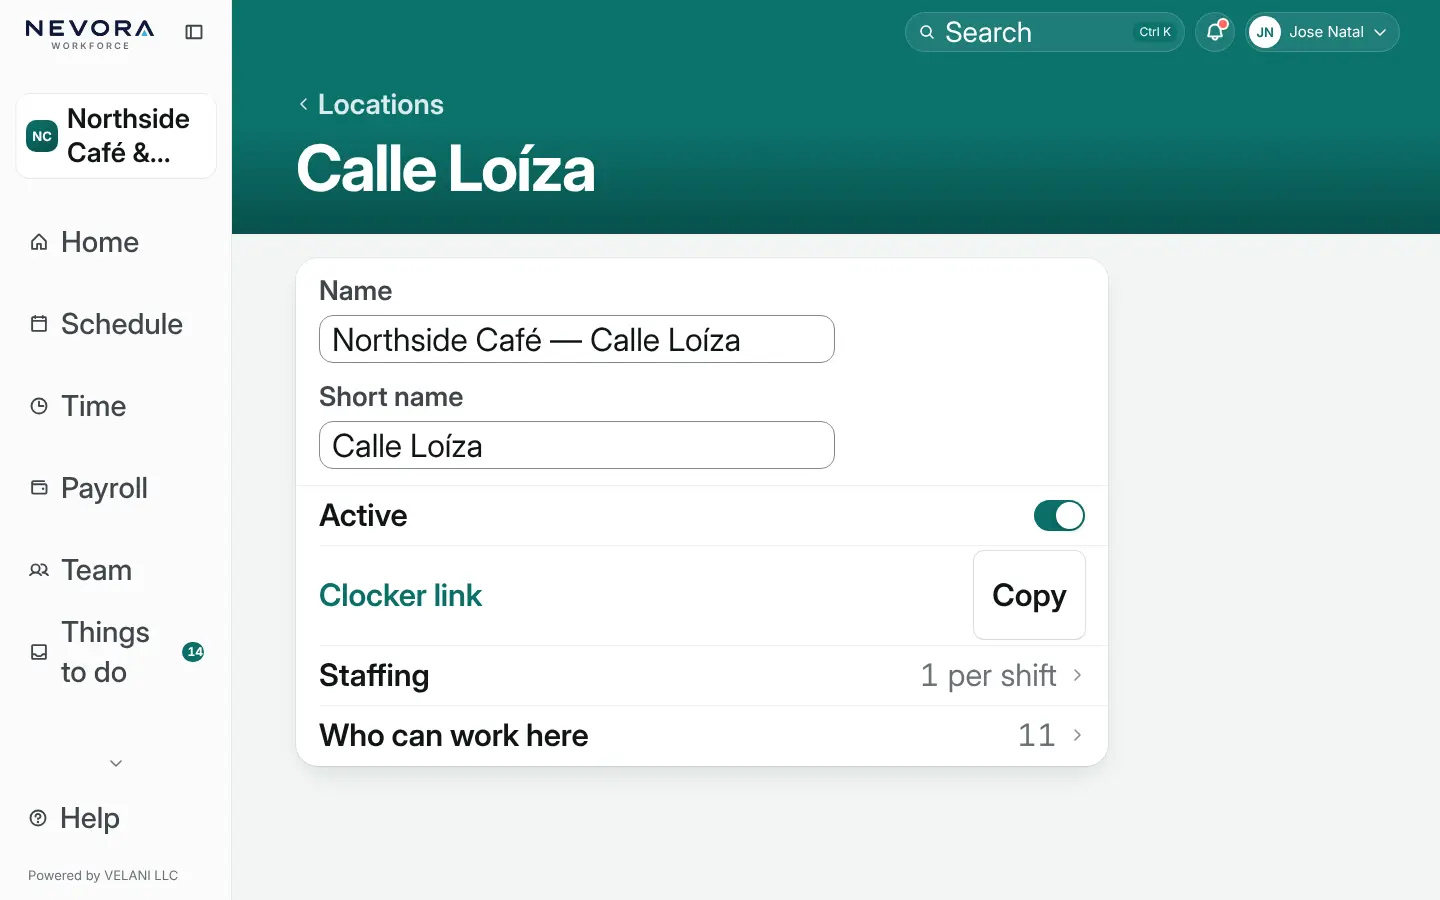 NEVORA
WORKFORCE
NC
Northside
Café &...
Home
Schedule
Time
Payroll
Team
Things
to do
14
Help
Powered by VELANI LLC
Search
Ctrl K
JN
Jose Natal
Locations
Calle Loíza
Name
Northside Café — Calle Loíza
Short name
Calle Loíza
Active
Clocker link
Copy
Staffing
1 per shift
Who can work here
11